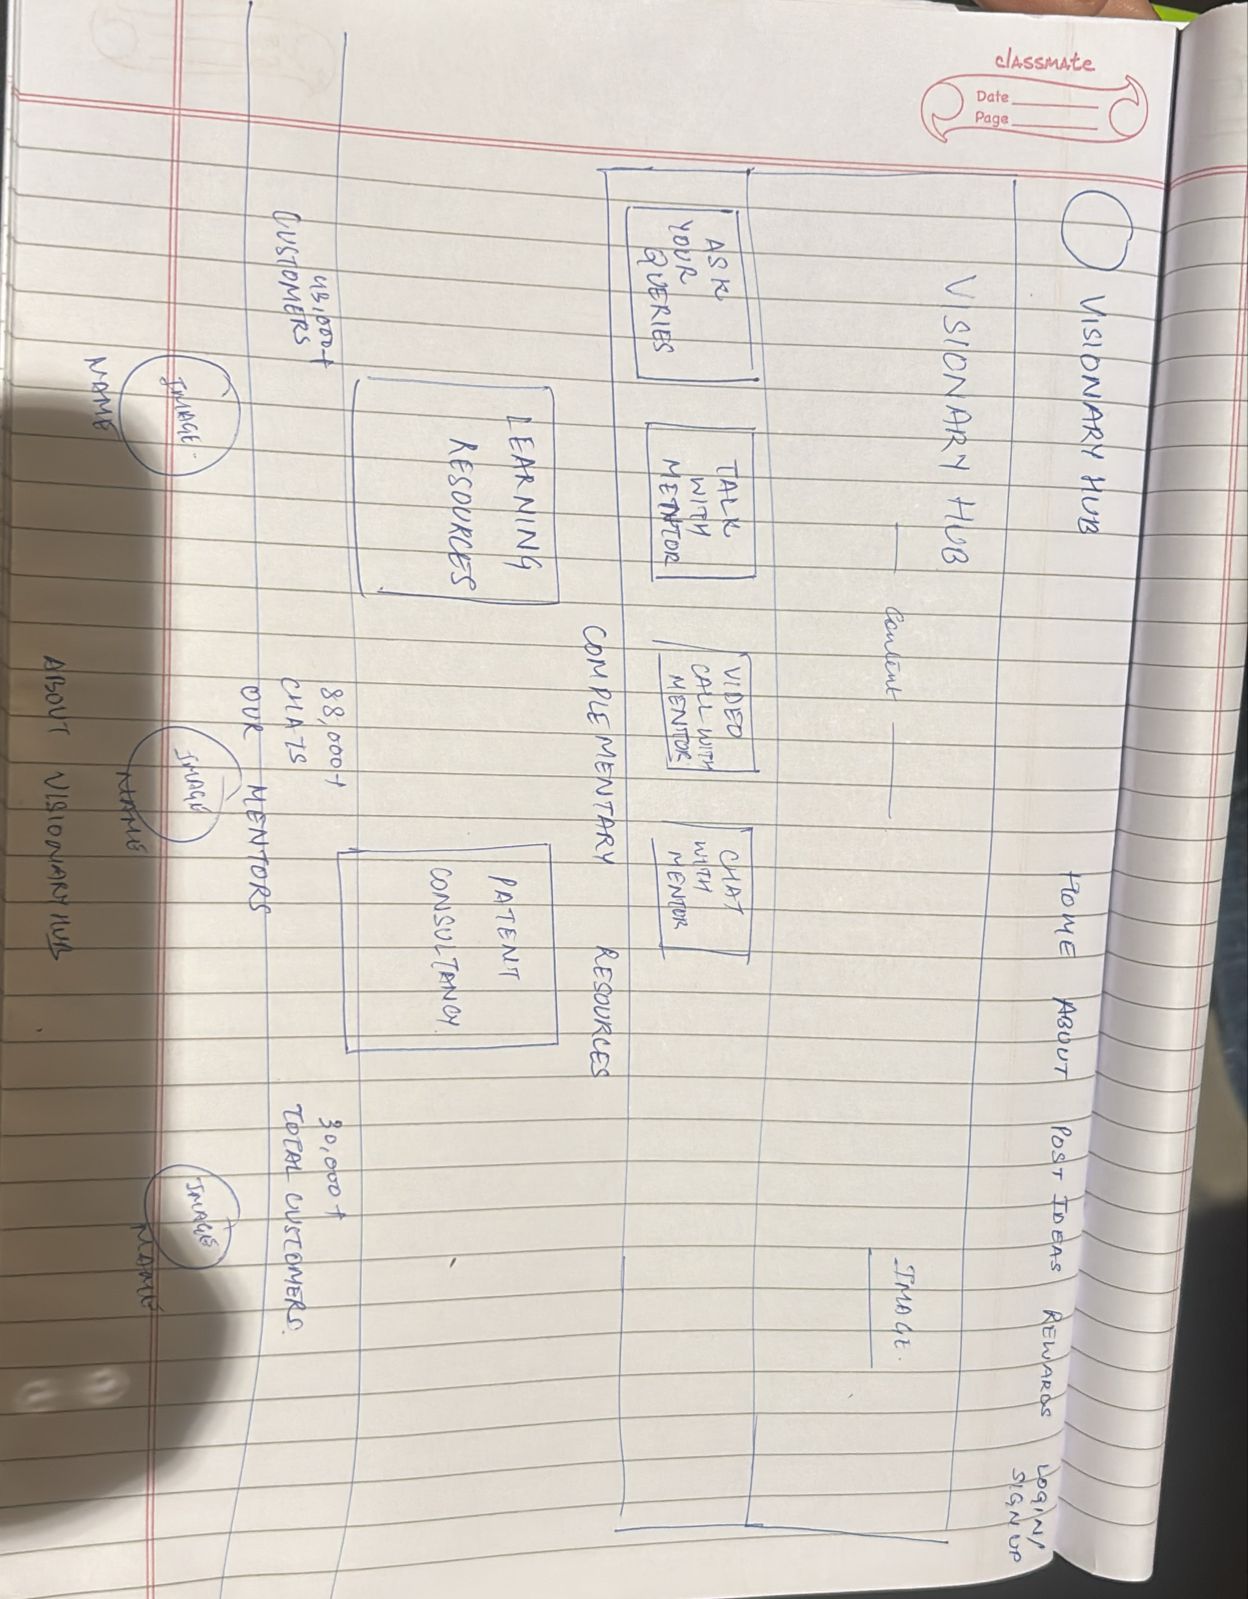 classmate
Date
Page
VISIONARY HUB
HOME
ABOUT
POST IDEAS
REWARDS
LOGIN/
SIGN UP
VISIONARY HUB
Content
IMAGE.
ASK
YOUR
QUERIES
TALK
WITH
METNTOR
VIDEO
CALL WITH
MENTOR
CHAT
WITH
MENTOR
COMPLEMENTARY RESOURCES
LEARNING
RESOURCES
PATENT
CONSULTANCY.
43,000+
CUSTOMERS
88,000+
CHATS
30,000+
TOTAL CUSTOMERS.
OUR MENTORS
IMAGE.
NAME
IMAGE
NAME
IMAGE
NAME
ABOUT VISIONARY HUB